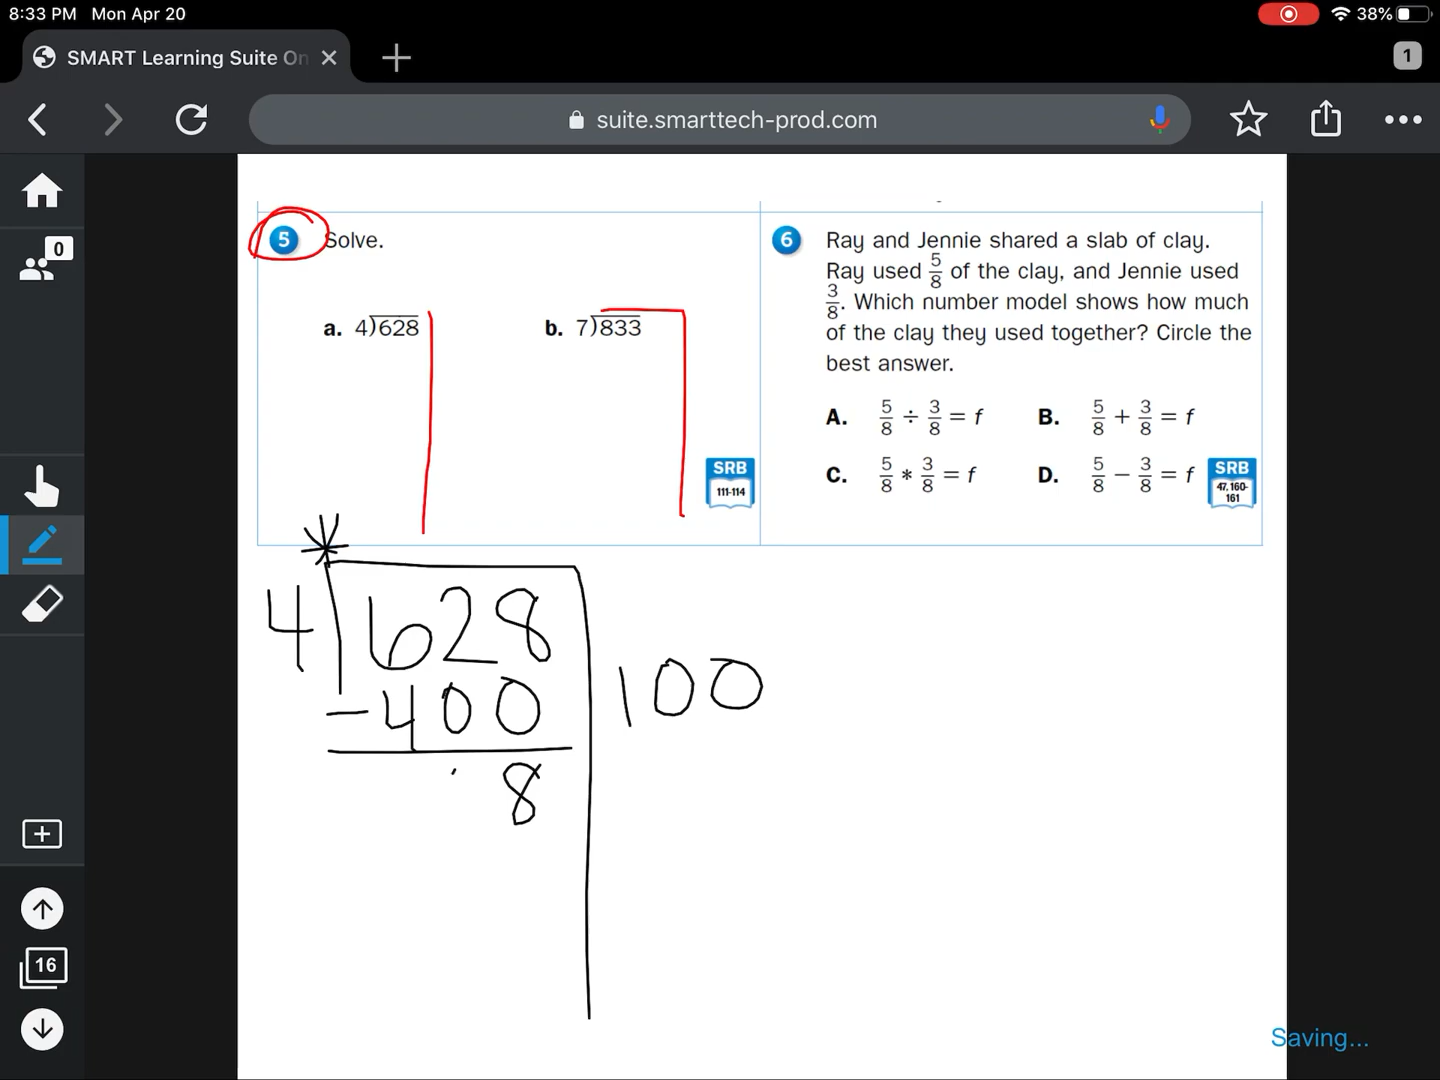 8:33 PM Mon Apr 20
38%
SMART Learning Suite On
1
suite.smarttech-prod.com
0
5 Solve.
a. 4)628
b. 7)833
SRB
111-114
6 Ray and Jennie shared a slab of clay.
Ray used 5/8 of the clay, and Jennie used
3/8. Which number model shows how much
of the clay they used together? Circle the
best answer.
A. 5/8 ÷ 3/8 = f
B. 5/8 + 3/8 = f
C. 5/8 * 3/8 = f
D. 5/8 − 3/8 = f
SRB
47, 160-
161
4 628
−400 100
8
16
Saving...